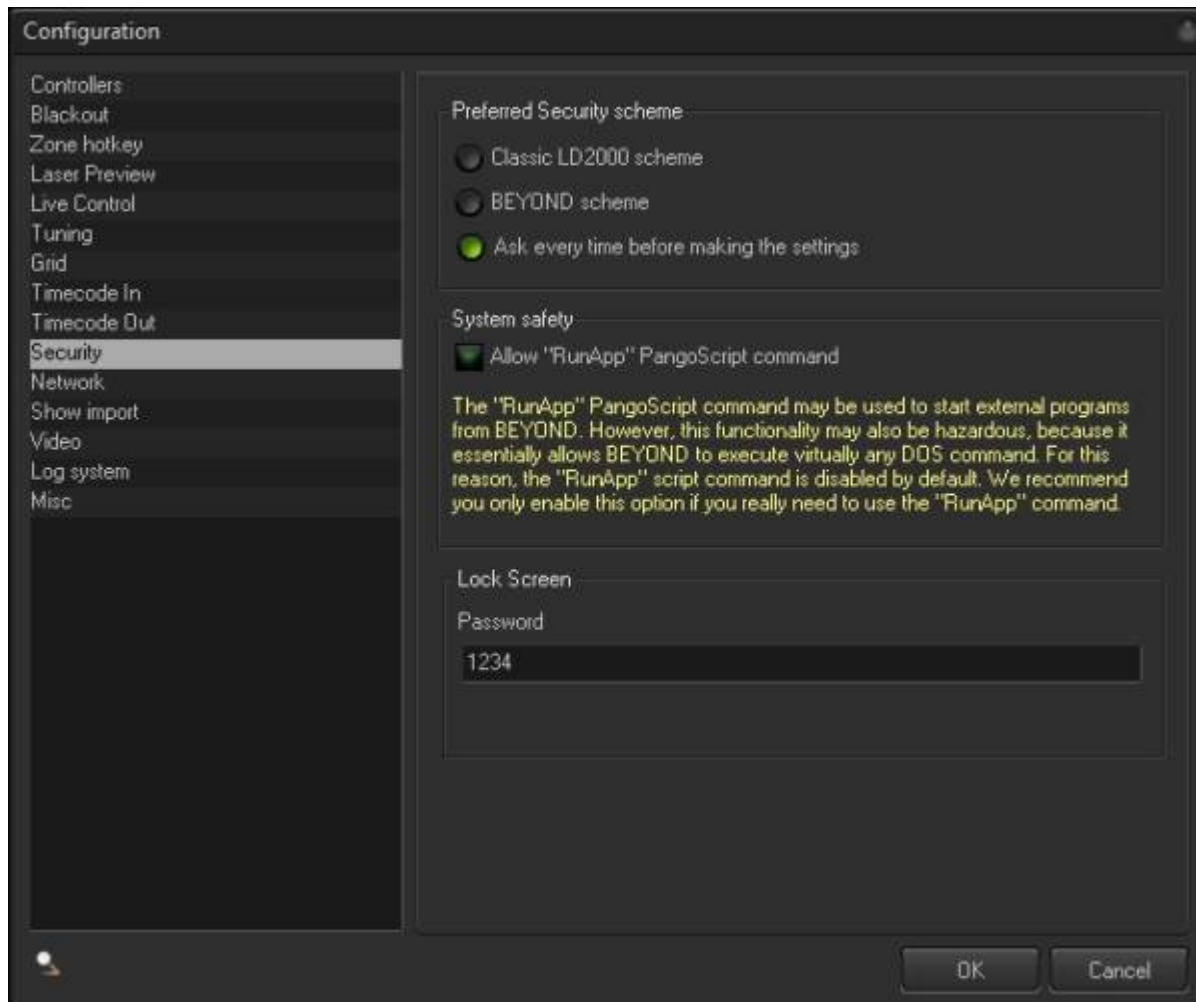 Configuration
Controllers
Blackout
Zone hotkey
Laser Preview
Live Control
Tuning
Grid
Timecode In
Timecode Out
Security
Network
Show import
Video
Log system
Misc
Preferred Security scheme
Classic LD2000 scheme
BEYOND scheme
Ask every time before making the settings
System safety
Allow "RunApp" PangoScript command
The "RunApp" PangoScript command may be used to start external programs
from BEYOND. However, this functionality may also be hazardous, because it
essentially allows BEYOND to execute virtually any DOS command. For this
reason, the "RunApp" script command is disabled by default. We recommend
you only enable this option if you really need to use the "RunApp" command.
Lock Screen
Password
1234
OK
Cancel